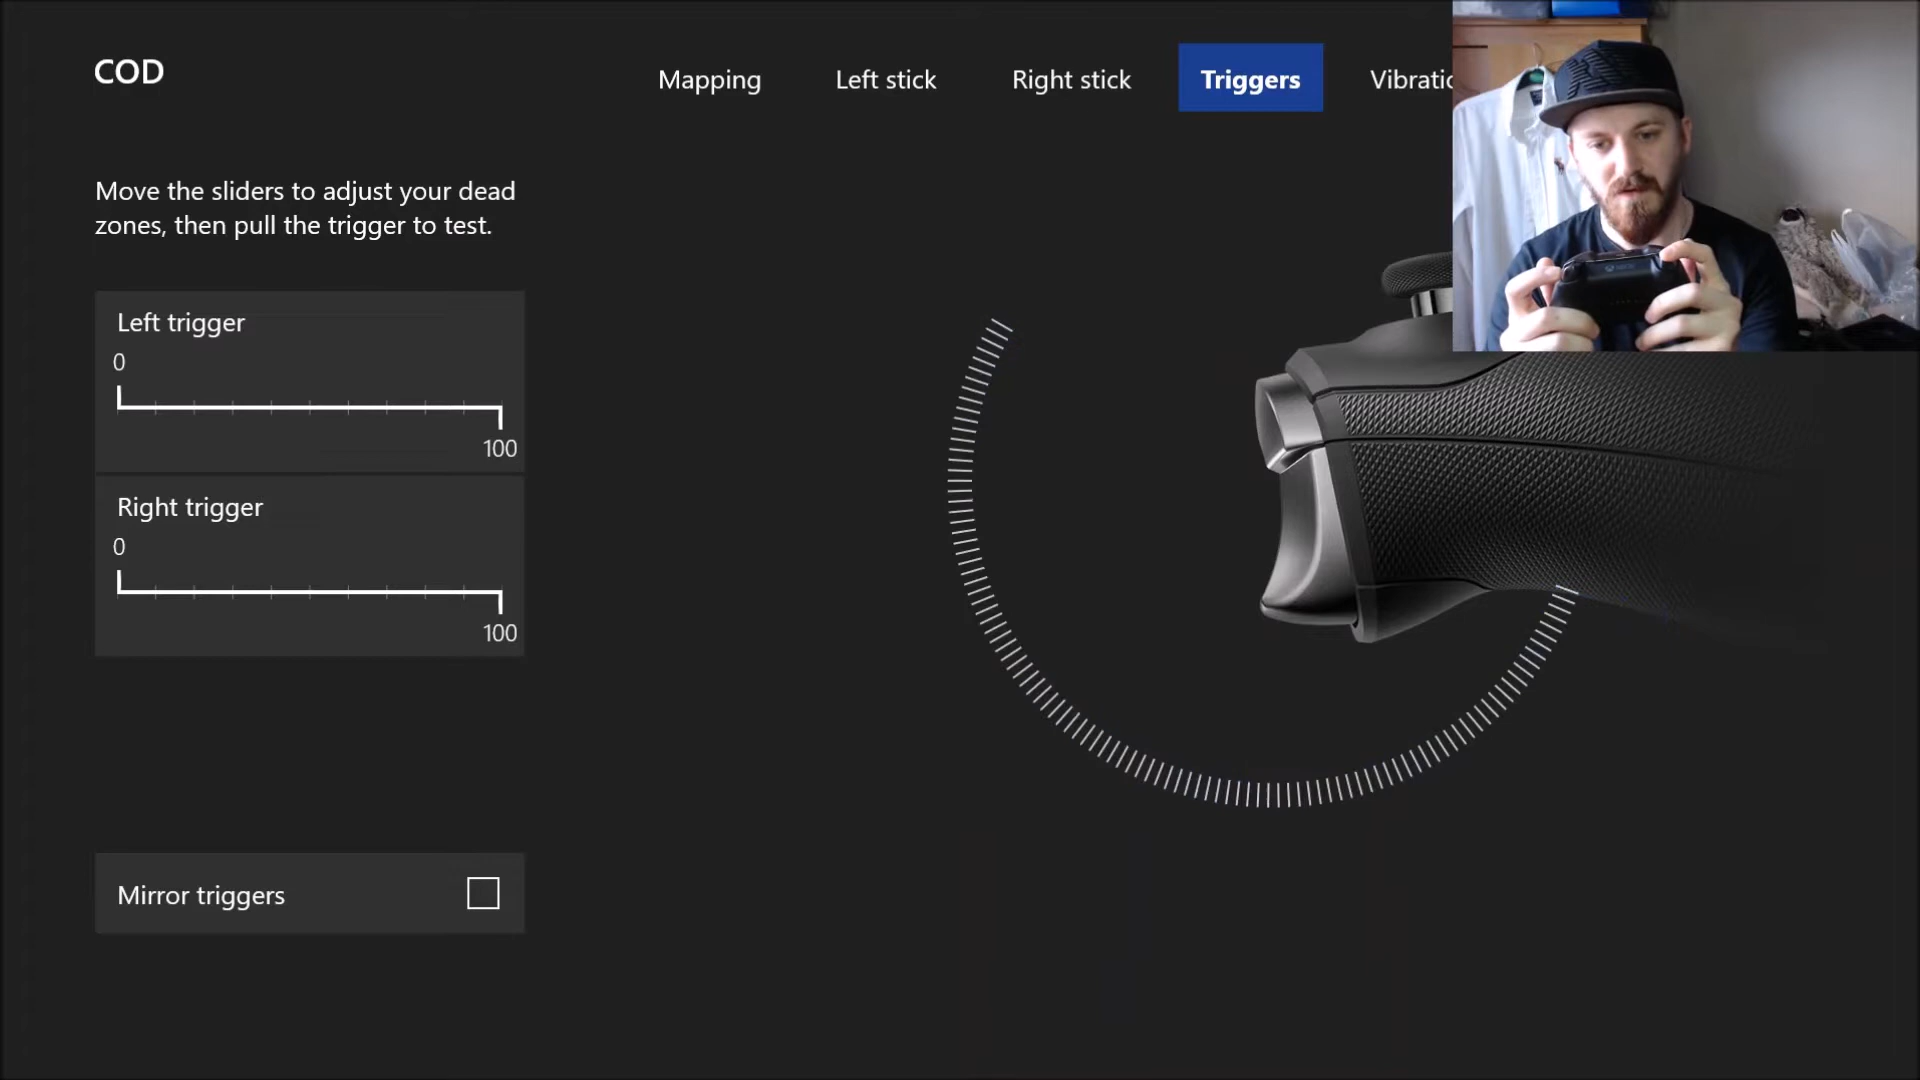 COD
Mapping
Left stick
Right stick
Triggers
Vibratio
Move the sliders to adjust your dead
zones, then pull the trigger to test.
Left trigger
0
100
Right trigger
0
100
Mirror triggers